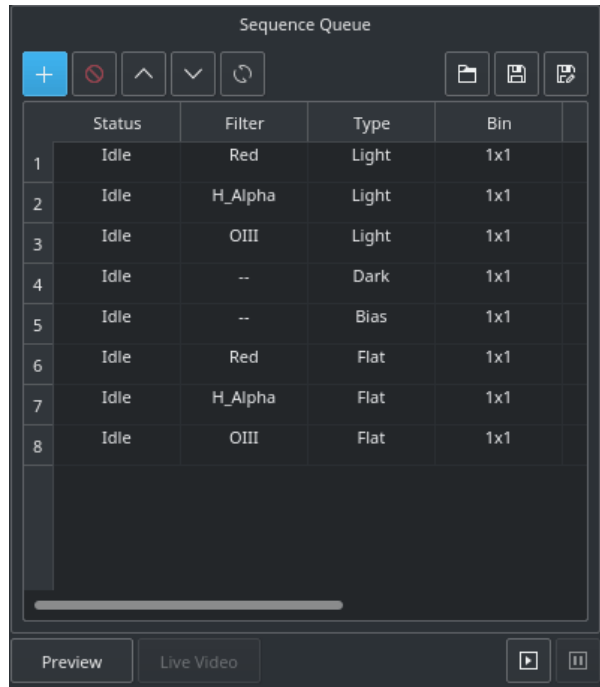 Sequence Queue
Status Filter Type Bin
1 Idle Red Light 1x1
2 Idle H_Alpha Light 1x1
3 Idle OIII Light 1x1
4 Idle -- Dark 1x1
5 Idle -- Bias 1x1
6 Idle Red Flat 1x1
7 Idle H_Alpha Flat 1x1
8 Idle OIII Flat 1x1
Preview Live Video